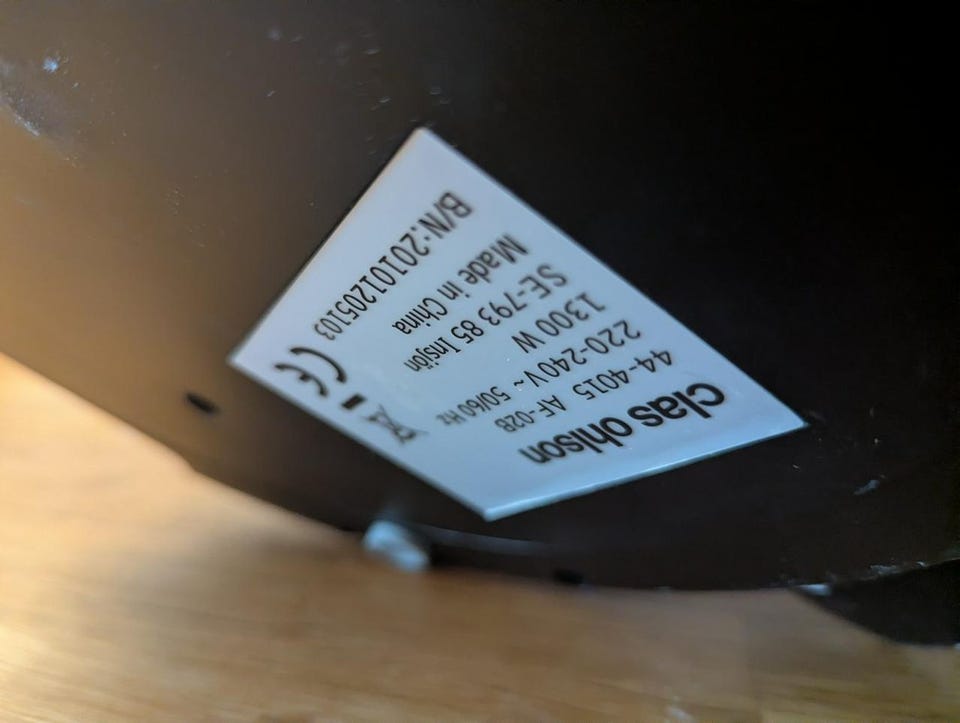 clas ohlson
44-4015 AF-02B
220-240V ~ 50/60 Hz
1300 W
SE-793 85 Insjön
Made in China
B/N:20101205103
CE